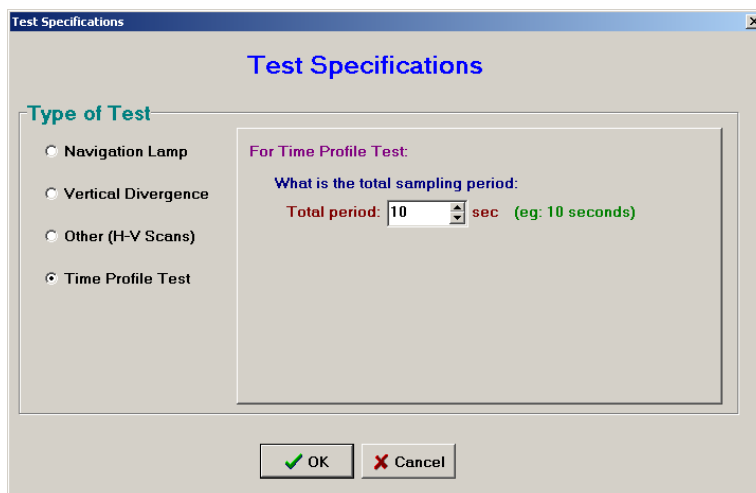 Test Specifications
Test Specifications
Type of Test
Navigation Lamp
Vertical Divergence
Other (H-V Scans)
Time Profile Test
For Time Profile Test:
What is the total sampling period:
Total period: 10 sec (eg: 10 seconds)
OK Cancel